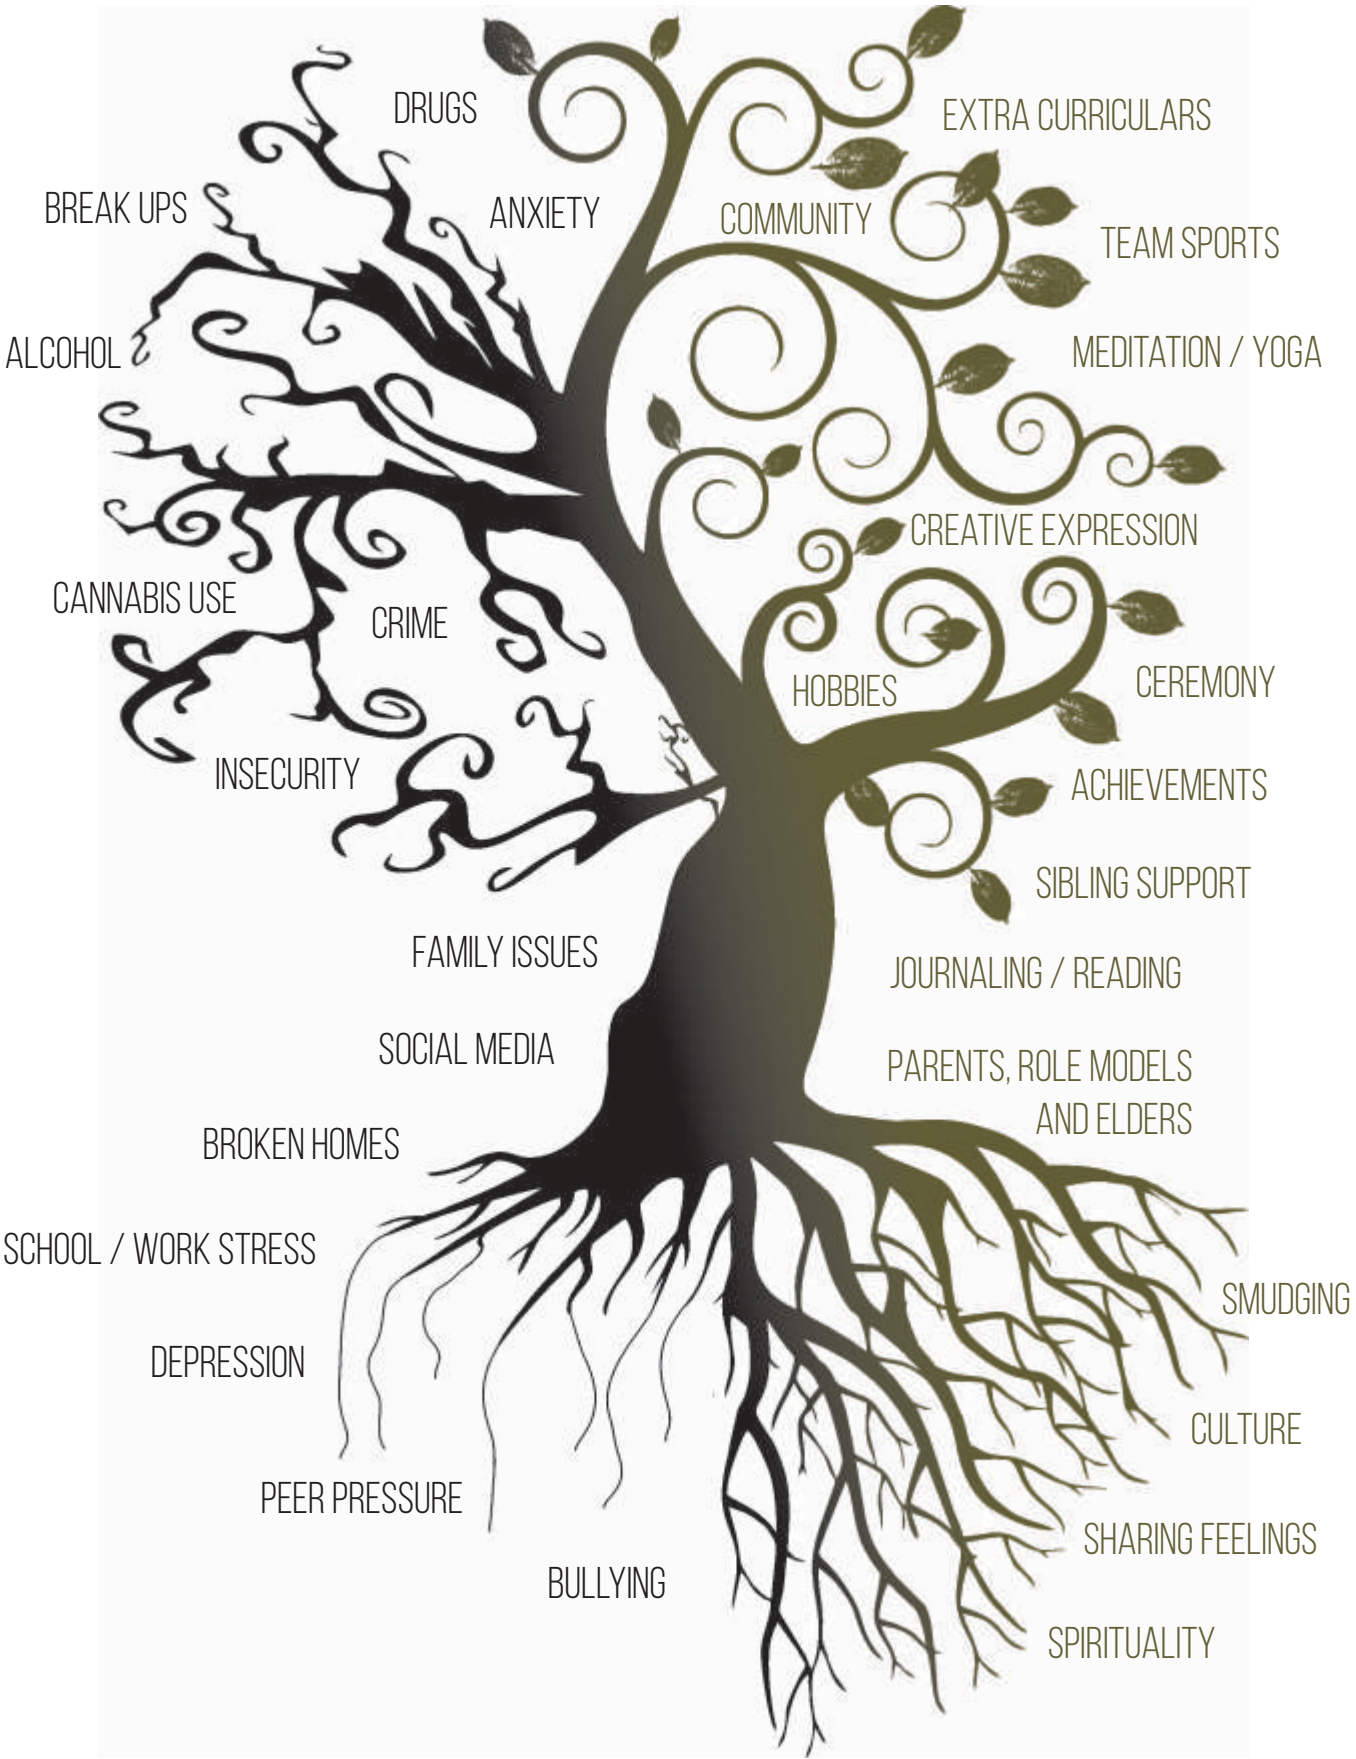 DRUGS
EXTRA CURRICULARS
BREAK UPS
ANXIETY
COMMUNITY
TEAM SPORTS
ALCOHOL
MEDITATION / YOGA
CREATIVE EXPRESSION
CANNABIS USE
CRIME
HOBBIES
CEREMONY
INSECURITY
ACHIEVEMENTS
SIBLING SUPPORT
FAMILY ISSUES
JOURNALING / READING
SOCIAL MEDIA
PARENTS, ROLE MODELS
AND ELDERS
BROKEN HOMES
SCHOOL / WORK STRESS
SMUDGING
DEPRESSION
CULTURE
PEER PRESSURE
SHARING FEELINGS
BULLYING
SPIRITUALITY